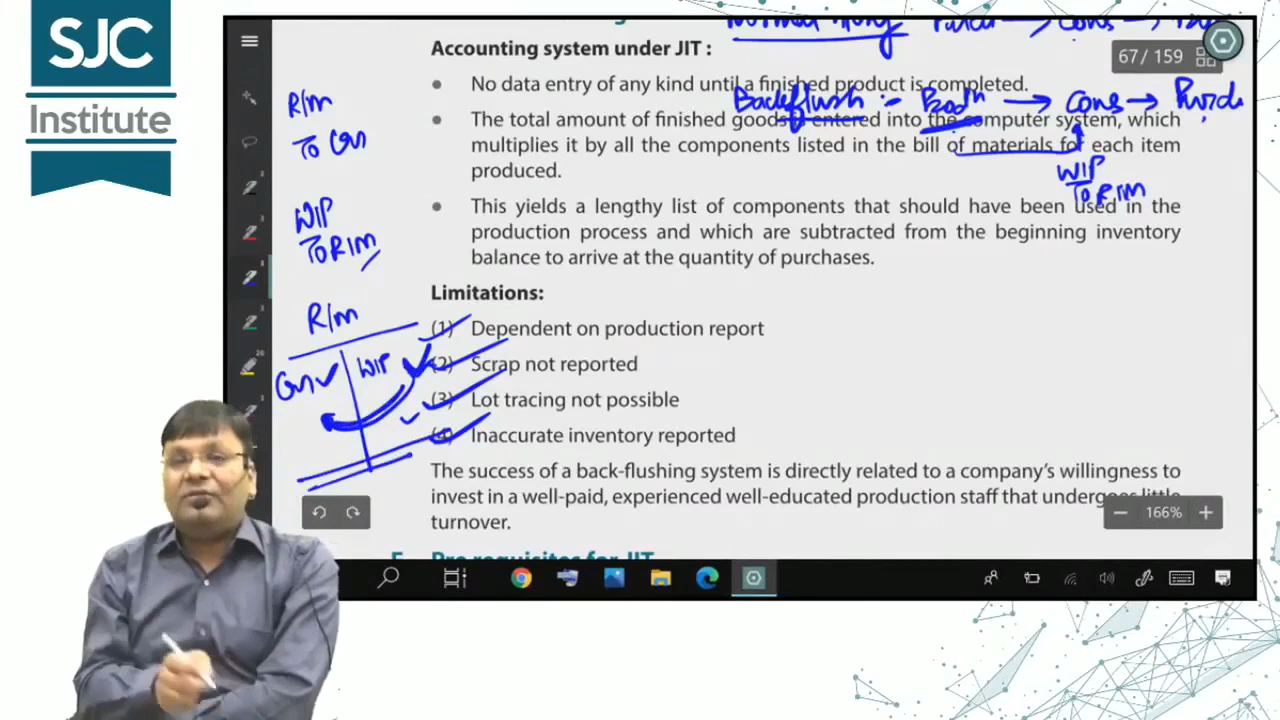 SJC
Institute
67 / 159
Accounting system under JIT :
No data entry of any kind until a finished product is completed.
Backflush :- Prodn → Cons → Purch
The total amount of finished goods is entered into the computer system, which
multiplies it by all the components listed in the bill of materials for each item
produced.
WIP
To R/M
This yields a lengthy list of components that should have been used in the
production process and which are subtracted from the beginning inventory
balance to arrive at the quantity of purchases.
R/m
WIP
To R/m
R/m
WIP
Limitations:
(1) Dependent on production report
(2) Scrap not reported
(3) Lot tracing not possible
(4) Inaccurate inventory reported
The success of a back-flushing system is directly related to a company's willingness to
invest in a well-paid, experienced well-educated production staff that undergoes little
turnover.
166%